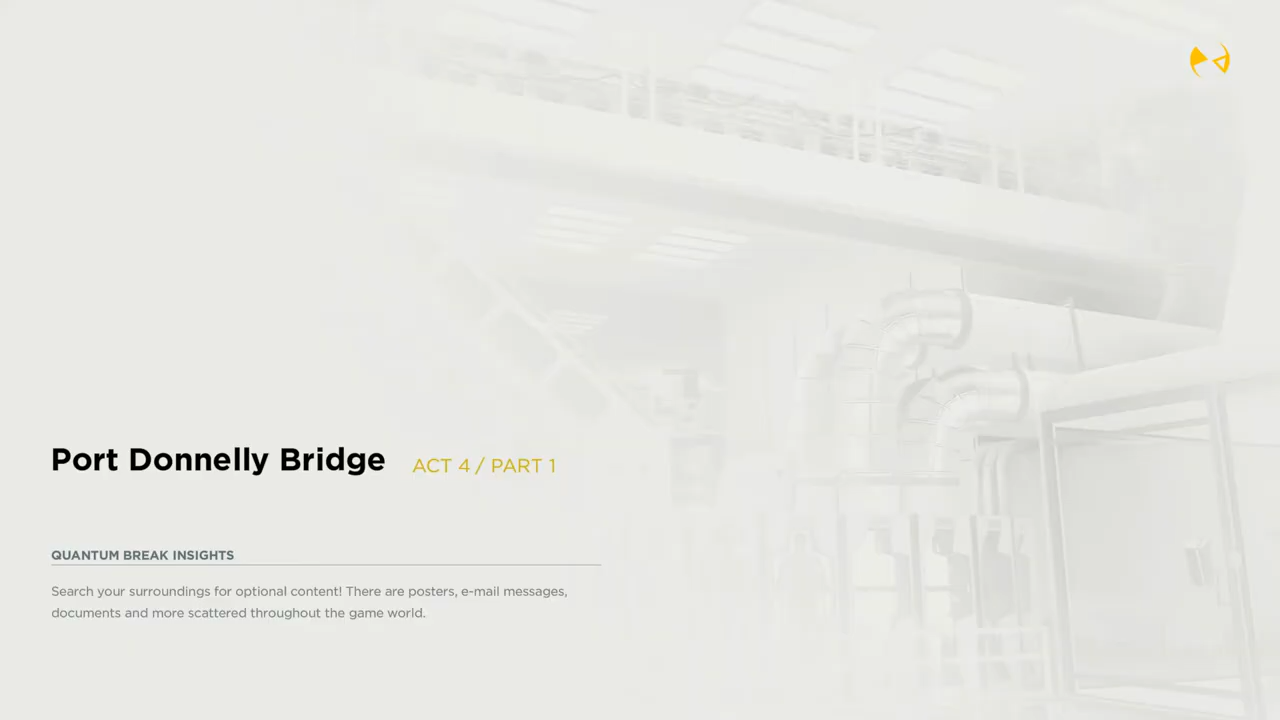 Port Donnelly Bridge ACT 4 / PART 1
QUANTUM BREAK INSIGHTS
Search your surroundings for optional content! There are posters, e-mail messages,
documents and more scattered throughout the game world.